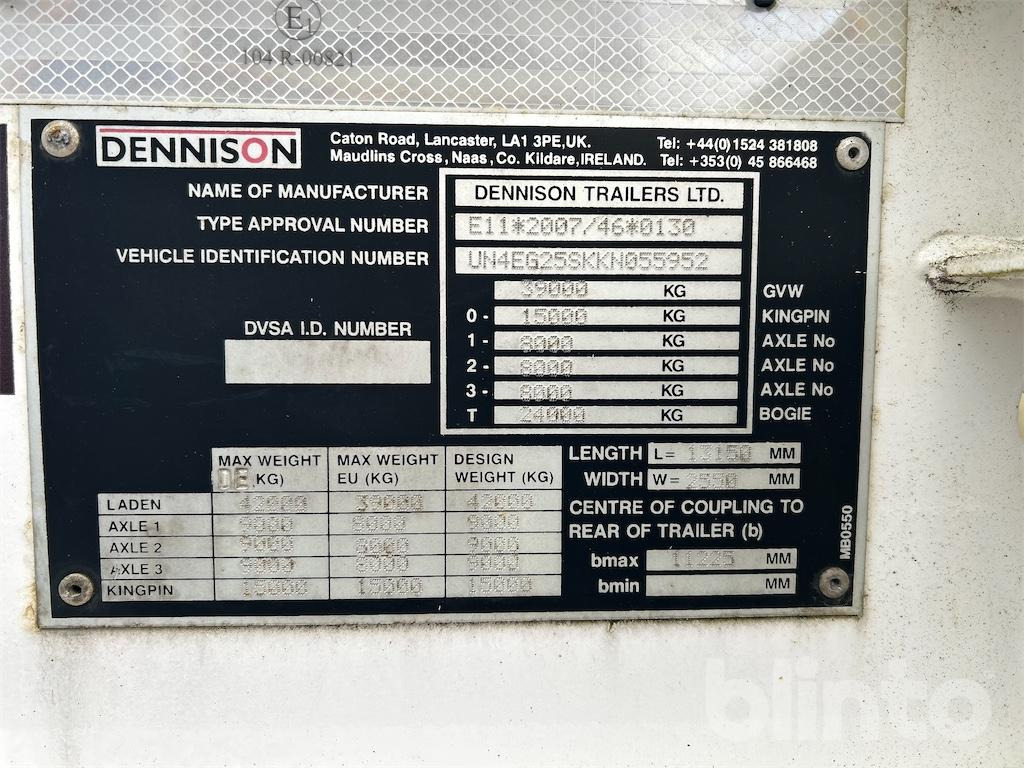 E1
104 R-00821
DENNISON
Caton Road, Lancaster, LA1 3PE,UK. Tel: +44(0)1524 381808
Maudlins Cross, Naas, Co. Kildare,IRELAND. Tel: +353(0) 45 866468
NAME OF MANUFACTURER DENNISON TRAILERS LTD.
TYPE APPROVAL NUMBER E11*2007/46*0130
VEHICLE IDENTIFICATION NUMBER UN4EG25SKKN055952
39000 KG GVW
0- 15000 KG KINGPIN
DVSA I.D. NUMBER
1- 8000 KG AXLE No
2- 8000 KG AXLE No
3- 8000 KG AXLE No
T 24000 KG BOGIE
MAX WEIGHT DE KG) MAX WEIGHT EU (KG) DESIGN WEIGHT (KG)
LADEN 42000 39000 42000
AXLE 1 9000 8000 9000
AXLE 2 9000 8000 9000
AXLE 3 9000 8000 9000
KINGPIN 15000 15000 15000
LENGTH L= 13150 MM
WIDTH W= 2550 MM
CENTRE OF COUPLING TO
REAR OF TRAILER (b)
bmax 11225 MM
bmin MM
MB0550
blinto